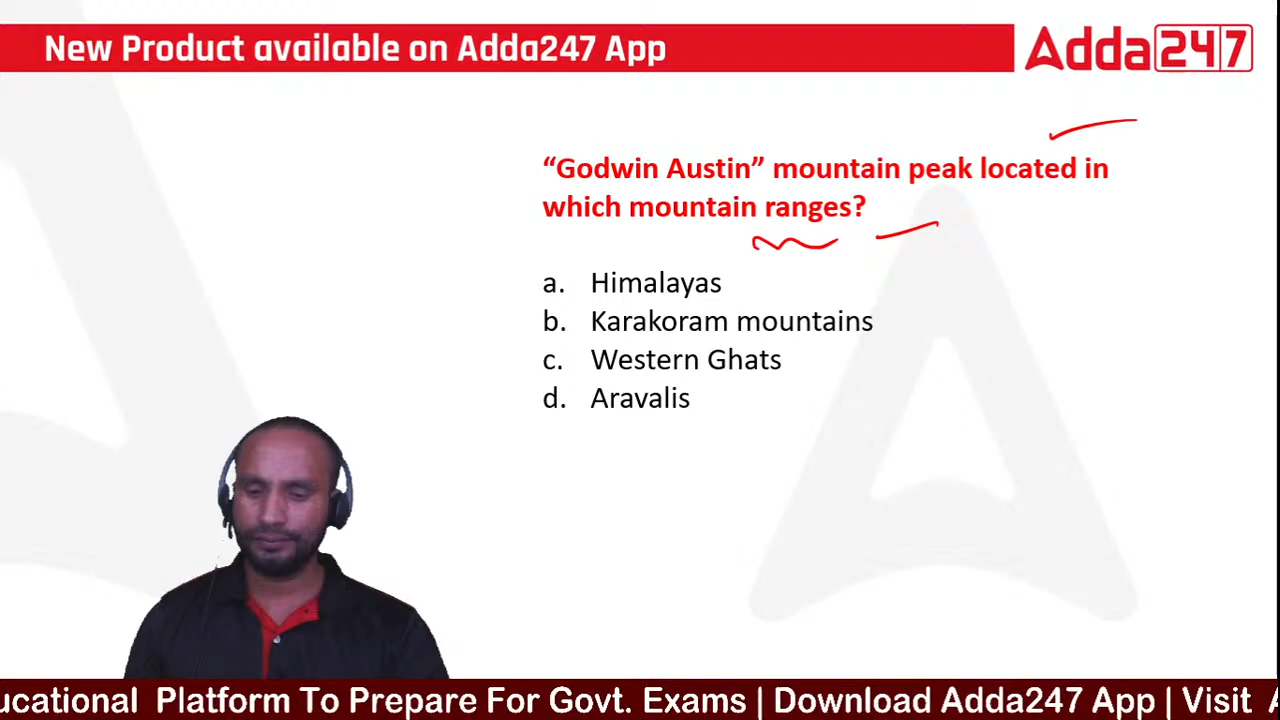 New Product available on Adda247 App
Adda247
“Godwin Austin” mountain peak located in
which mountain ranges?
a. Himalayas
b. Karakoram mountains
c. Western Ghats
d. Aravalis
ucational Platform To Prepare For Govt. Exams | Download Adda247 App | Visit A